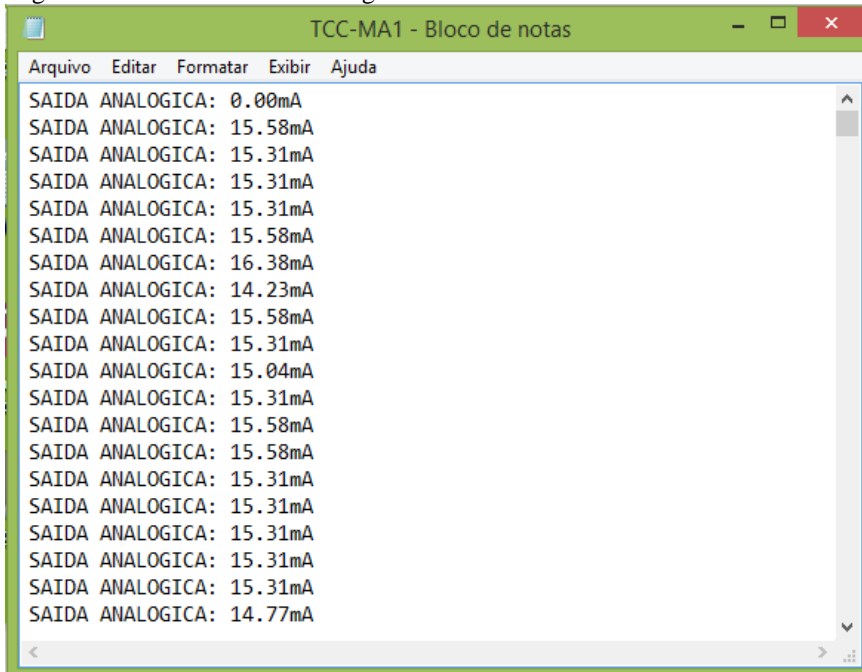 TCC-MA1 - Bloco de notas
Arquivo Editar Formatar Exibir Ajuda
SAIDA ANALOGICA: 0.00mA
SAIDA ANALOGICA: 15.58mA
SAIDA ANALOGICA: 15.31mA
SAIDA ANALOGICA: 15.31mA
SAIDA ANALOGICA: 15.31mA
SAIDA ANALOGICA: 15.58mA
SAIDA ANALOGICA: 16.38mA
SAIDA ANALOGICA: 14.23mA
SAIDA ANALOGICA: 15.58mA
SAIDA ANALOGICA: 15.31mA
SAIDA ANALOGICA: 15.04mA
SAIDA ANALOGICA: 15.31mA
SAIDA ANALOGICA: 15.58mA
SAIDA ANALOGICA: 15.58mA
SAIDA ANALOGICA: 15.31mA
SAIDA ANALOGICA: 15.31mA
SAIDA ANALOGICA: 15.31mA
SAIDA ANALOGICA: 15.31mA
SAIDA ANALOGICA: 15.31mA
SAIDA ANALOGICA: 14.77mA